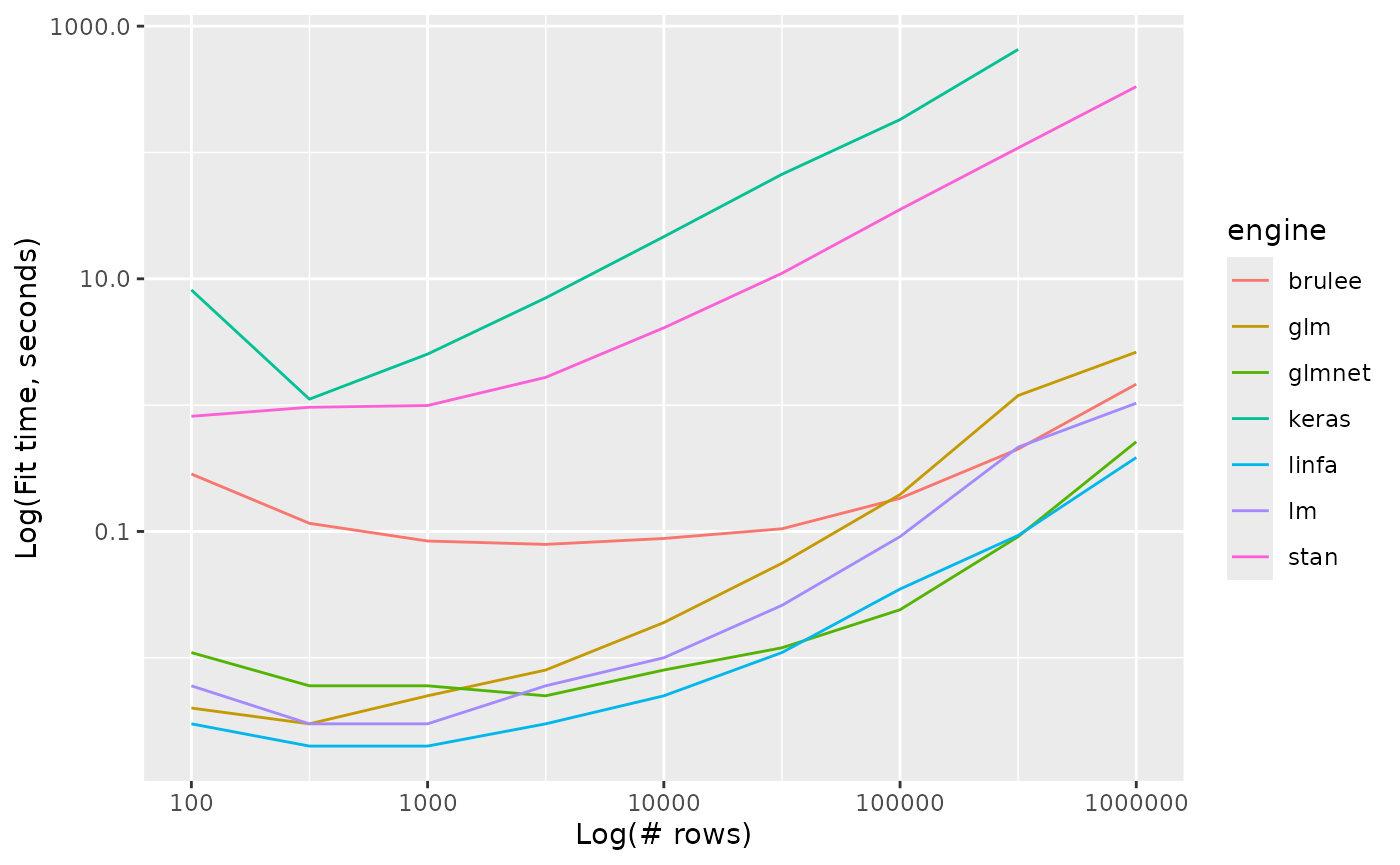 1000.0
10.0
0.1
Log(Fit time, seconds)
100 1000 10000 100000 1000000
Log(# rows)
engine
brulee
glm
glmnet
keras
linfa
lm
stan